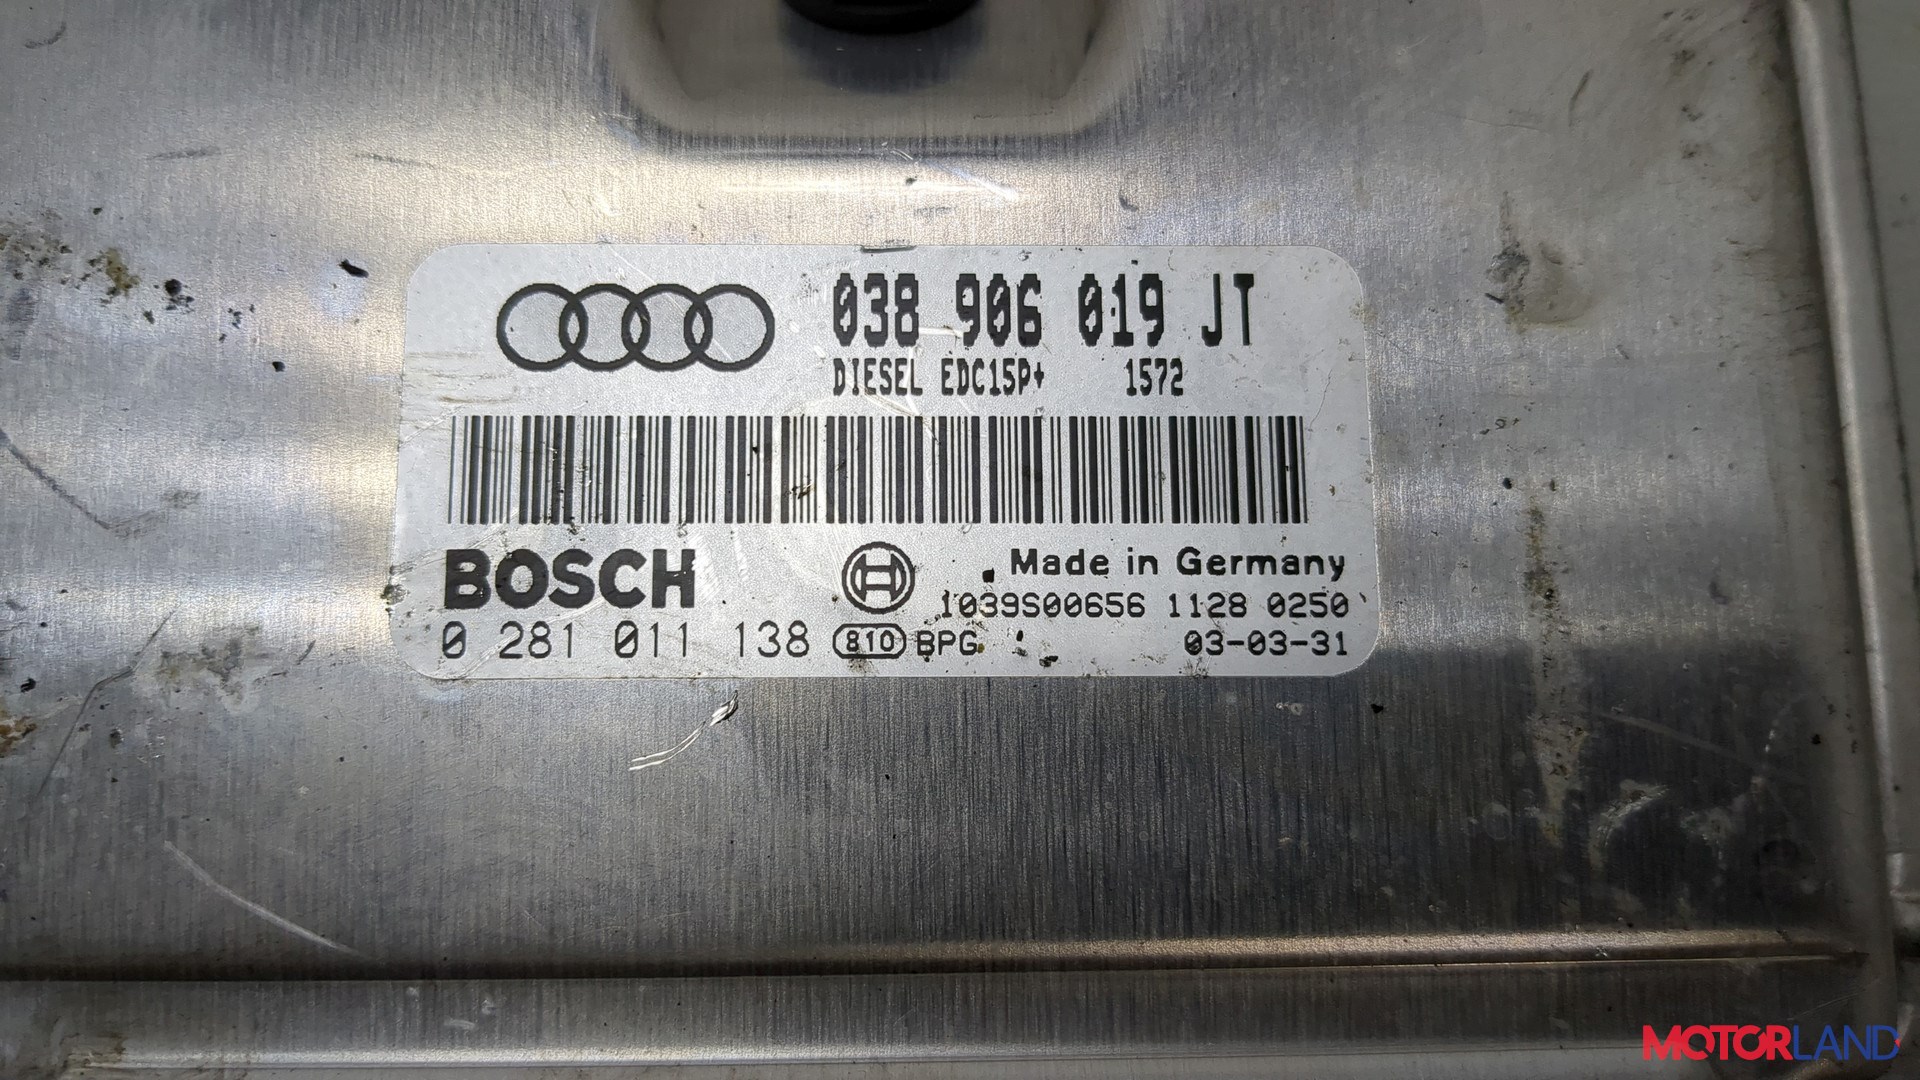 038 906 019 JT
DIESEL EDC15P+ 1572
BOSCH
Made in Germany
1039S00656 1128 0250
0 281 011 138 810 BPG 03-03-31
MOTORLAND